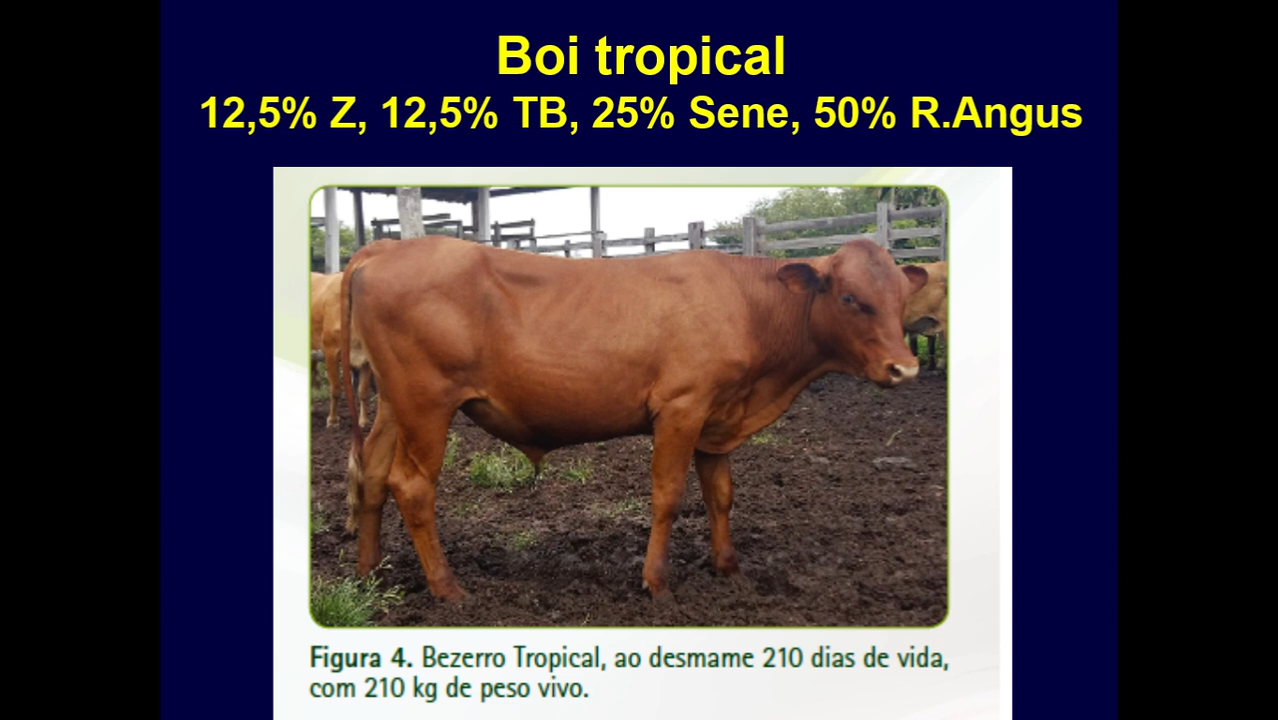 Boi tropical
12,5% Z, 12,5% TB, 25% Sene, 50% R.Angus
Figura 4. Bezerro Tropical, ao desmame 210 dias de vida,
com 210 kg de peso vivo.